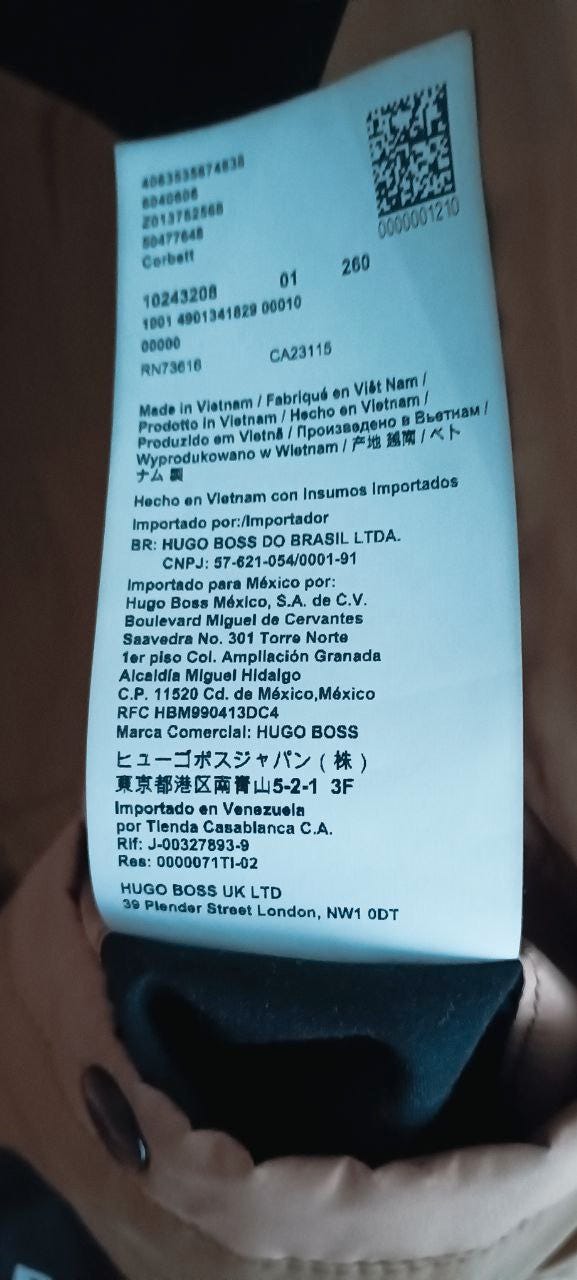 4063535874838
6040606
Z013752568
50477648
Corbett
0000001210
10243208 01 260
1001 4901341829 00010
00000
RN73616 CA23115
Made in Vietnam / Fabriqué en Viêt Nam /
Prodotto in Vietnam / Hecho en Vietnam /
Produzido em Vietnã / Произведено в Вьетнам /
Wyprodukowano w Wietnam / 产地 越南 / ベト
ナム 製
Hecho en Vietnam con Insumos Importados
Importado por:/Importador
BR: HUGO BOSS DO BRASIL LTDA.
CNPJ: 57-621-054/0001-91
Importado para México por:
Hugo Boss México, S.A. de C.V.
Boulevard Miguel de Cervantes
Saavedra No. 301 Torre Norte
1er piso Col. Ampliación Granada
Alcaldía Miguel Hidalgo
C.P. 11520 Cd. de México,México
RFC HBM990413DC4
Marca Comercial: HUGO BOSS
ヒューゴボスジャパン(株)
東京都港区南青山5-2-1 3F
Importado en Venezuela
por Tienda Casablanca C.A.
Rif: J-00327893-9
Res: 0000071TI-02
HUGO BOSS UK LTD
39 Plender Street London, NW1 0DT